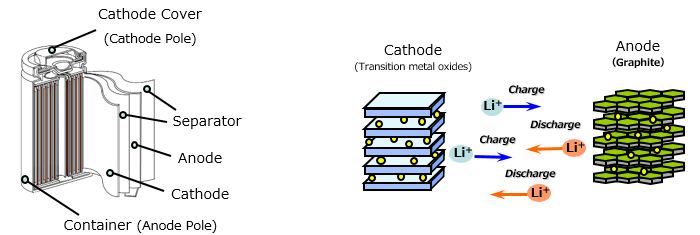 Cathode Cover
(Cathode Pole)
Separator
Anode
Cathode
Container (Anode Pole)
Cathode
(Transition metal oxides)
Anode
(Graphite)
Charge
Li+
Discharge
Charge
Li+
Li+
Discharge
Li+